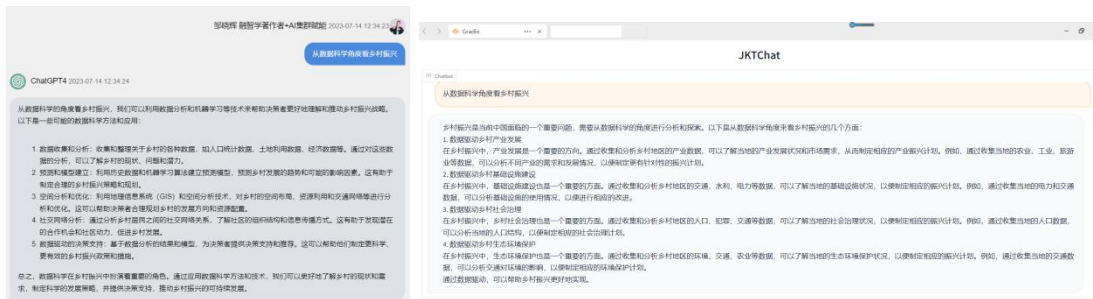 邹晓辉 融智学著作者+AI集群赋能 2023-07-14 12:34:23
从数据科学角度看乡村振兴
ChatGPT4 2023-07-14 12:34:24
从数据科学的角度看乡村振兴，我们可以利用数据分析和机器学习等技术来帮助决策者更好地理解和推动乡村振兴战略。
以下是一些可能的数据科学方法和应用：
1. 数据收集和分析：收集和整理关于乡村的各种数据，如人口统计数据、土地利用数据、经济数据等。通过对这些数
据的分析，可以了解乡村的现状、问题和潜力。
2. 预测和模型建立：利用历史数据和机器学习算法建立预测模型，预测乡村发展的趋势和可能的影响因素。这有助于
制定合理的乡村振兴策略和规划。
3. 空间分析和优化：利用地理信息系统（GIS）和空间分析技术，对乡村的空间布局、资源利用和交通网络等进行分
析和优化。这可以帮助决策者合理规划乡村的发展方向和资源配置。
4. 社交网络分析：通过分析乡村居民之间的社交网络关系，了解社区的组织结构和信息传播方式。这有助于发现潜在
的合作机会和社区动力，促进乡村发展。
5. 数据驱动的决策支持：基于数据分析的结果和模型，为决策者提供决策支持和推荐。这可以帮助他们制定更科学、
更有效的乡村振兴政策和措施。
总之，数据科学在乡村振兴中扮演着重要的角色。通过应用数据科学方法和技术，我们可以更好地了解乡村的现状和需
求，制定科学的发展策略，并提供决策支持，推动乡村振兴的可持续发展。
Gradio
JKTChat
Chatbot
从数据科学角度看乡村振兴
乡村振兴是当前中国面临的一个重要问题，需要从数据科学的角度进行分析和探索。以下是从数据科学角度来看乡村振兴的几个方面：
1. 数据驱动乡村产业发展
在乡村振兴中，产业发展是一个重要的方向。通过收集和分析乡村地区的产业数据，可以了解当地的产业发展状况和市场需求，从而制定相应的产业振兴计划。例如，通过收集当地的农业、工业、旅游
业等数据，可以分析不同产业的需求和发展情况，以便制定更有针对性的振兴计划。
2. 数据驱动乡村基础设施建设
在乡村振兴中，基础设施建设也是一个重要的方面。通过收集和分析乡村地区的交通、水利、电力等数据，可以了解当地的基础设施状况，以便制定相应的振兴计划。例如，通过收集当地的电力和交通
数据，可以分析基础设施的使用情况，以便进行相应的改进。
3. 数据驱动乡村社会治理
在乡村振兴中，乡村社会治理也是一个重要的方面。通过收集和分析乡村地区的人口、犯罪、交通等数据，可以了解当地的社会治理状况，以便制定相应的振兴计划。例如，通过收集当地的人口数据，
可以分析当地的人口结构，以便制定相应的社会治理计划。
4. 数据驱动乡村生态环境保护
在乡村振兴中，生态环境保护也是一个重要的方面。通过收集和分析乡村地区的环境、交通、农业等数据，可以了解当地的生态环境保护状况，以便制定相应的振兴计划。例如，通过收集当地的交通数
据，可以分析交通对环境的影响，以便制定相应的环境保护计划。
通过数据驱动，可以帮助乡村振兴更好地实现。